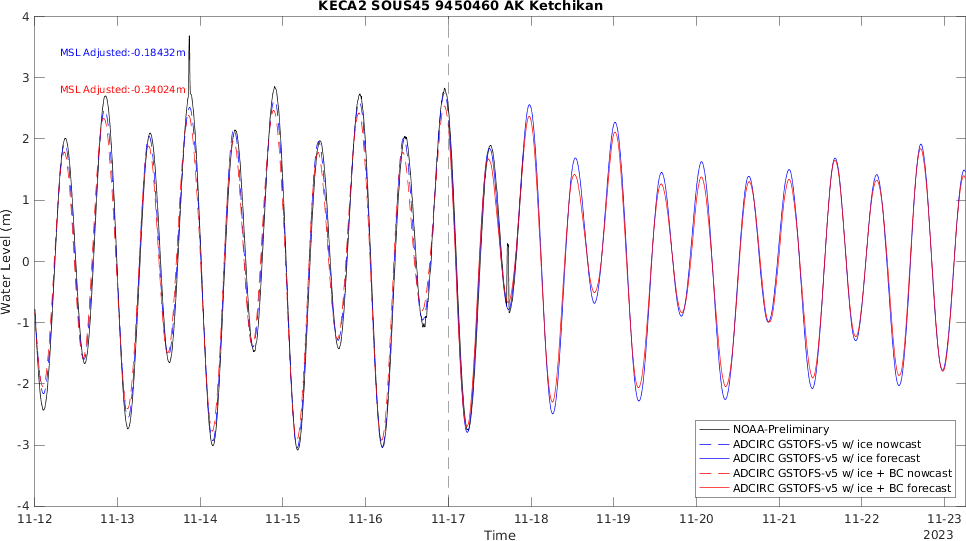 KECA2 SOUS45 9450460 AK Ketchikan
4
3
2
1
0
-1
-2
-3
-4
Water Level (m)
MSL Adjusted:-0.18432m
MSL Adjusted:-0.34024m
NOAA-Preliminary
ADCIRC GSTOFS-v5 w/ ice nowcast
ADCIRC GSTOFS-v5 w/ ice forecast
ADCIRC GSTOFS-v5 w/ ice + BC nowcast
ADCIRC GSTOFS-v5 w/ ice + BC forecast
11-12 11-13 11-14 11-15 11-16 11-17 11-18 11-19 11-20 11-21 11-22 11-23
Time
2023